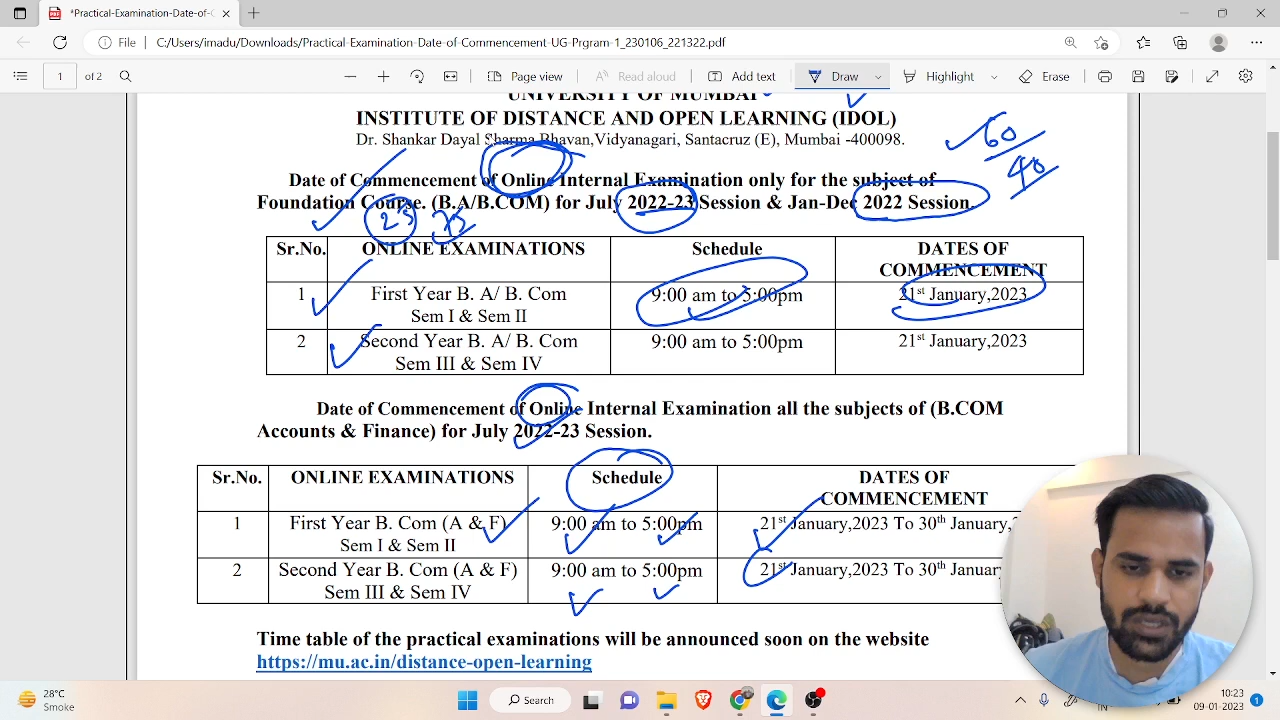 *Practical-Examination-Date-of-C
File
C:/Users/imadu/Downloads/Practical-Examination-Date-of-Commencement-UG-Prgram-1_230106_221322.pdf
1
of 2
Page view
Read aloud
Add text
Draw
Highlight
Erase
UNIVERSITY OF MUMBAI
INSTITUTE OF DISTANCE AND OPEN LEARNING (IDOL)
Dr. Shankar Dayal Sharma Bhavan,Vidyanagari, Santacruz (E), Mumbai -400098.
60
40
Date of Commencement of Online Internal Examination only for the subject of
Foundation Course. (B.A/B.COM) for July 2022-23 Session & Jan-Dec 2022 Session.
23
Sr.No. ONLINE EXAMINATIONS Schedule DATES OF
COMMENCEMENT
1 First Year B. A/ B. Com 9:00 am to 5:00pm 21st January,2023
Sem I & Sem II
2 Second Year B. A/ B. Com 9:00 am to 5:00pm 21st January,2023
Sem III & Sem IV
Date of Commencement of Online Internal Examination all the subjects of (B.COM
Accounts & Finance) for July 2022-23 Session.
Sr.No. ONLINE EXAMINATIONS Schedule DATES OF
COMMENCEMENT
1 First Year B. Com (A & F) 9:00 am to 5:00pm 21st January,2023 To 30th January,
Sem I & Sem II
2 Second Year B. Com (A & F) 9:00 am to 5:00pm 21st January,2023 To 30th January
Sem III & Sem IV
Time table of the practical examinations will be announced soon on the website
https://mu.ac.in/distance-open-learning
28°C
Smoke
Search
IN
10:23
09-01-2023
1